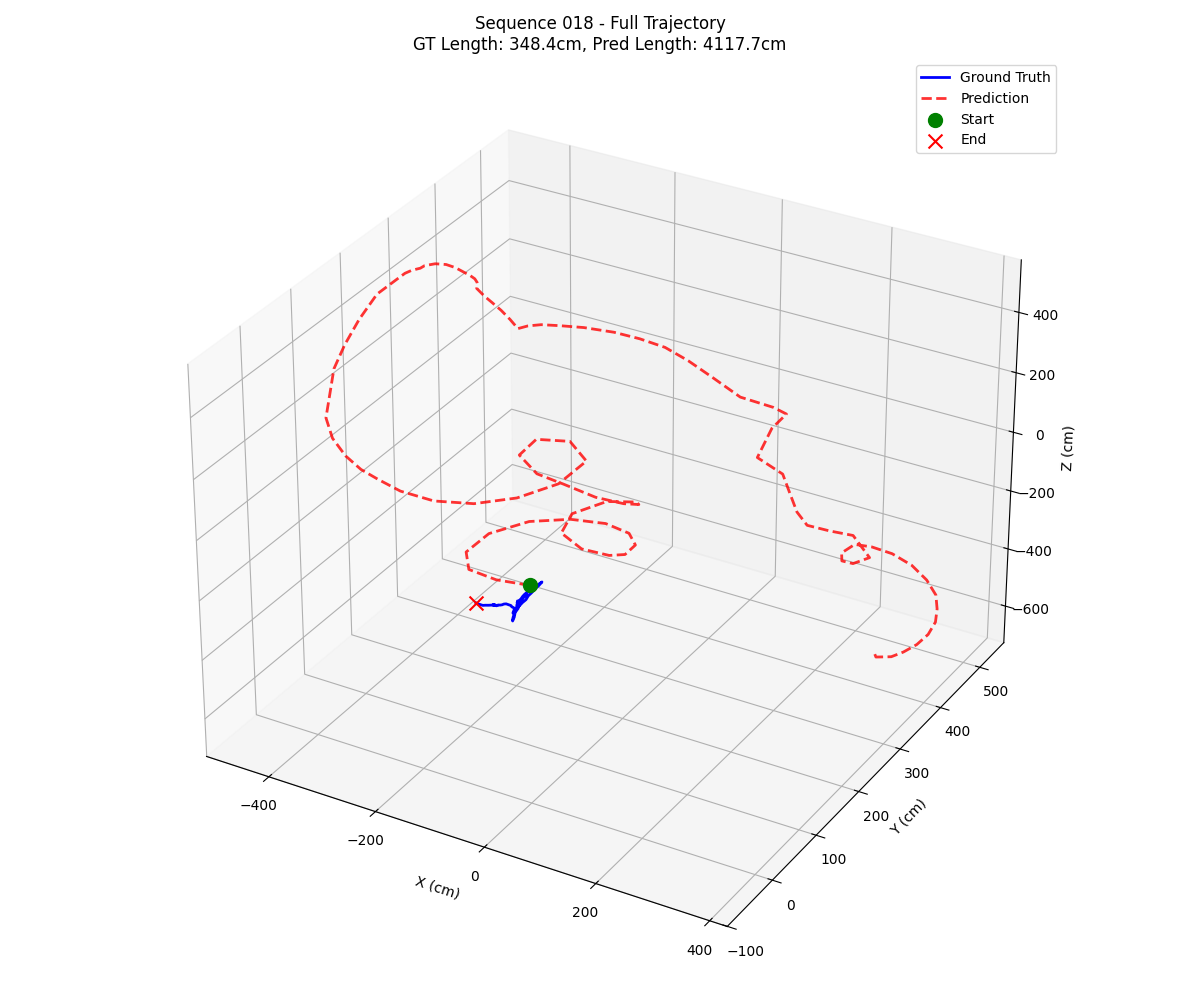 Sequence 018 - Full Trajectory
GT Length: 348.4cm, Pred Length: 4117.7cm
Ground Truth
Prediction
Start
End
400
200
0
−200
−400
−600
Z (cm)
500
400
300
200
100
0
−100
Y (cm)
−400
−200
0
200
400
X (cm)